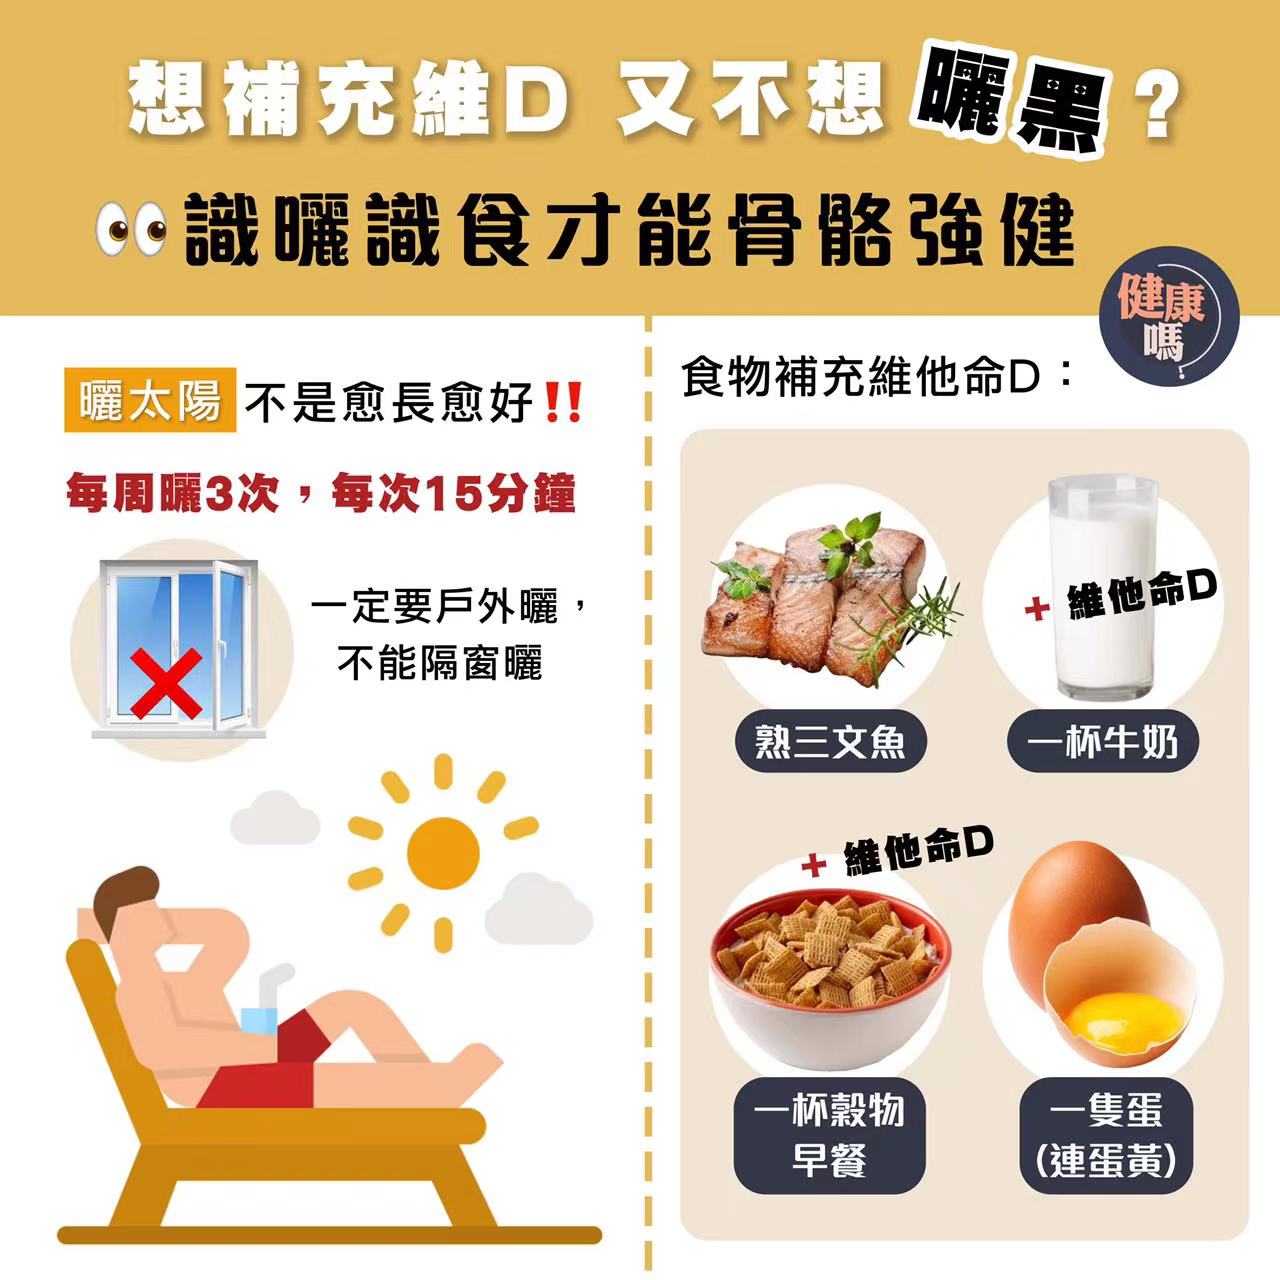 想補充維D 又不想曬黑？
識曬識食才能骨骼強健
健康
嗎?
曬太陽 不是愈長愈好!!
每周曬3次，每次15分鐘
一定要戶外曬，
不能隔窗曬
食物補充維他命D：
熟三文魚
+ 維他命D
一杯牛奶
+ 維他命D
一杯穀物
早餐
一隻蛋
(連蛋黃)